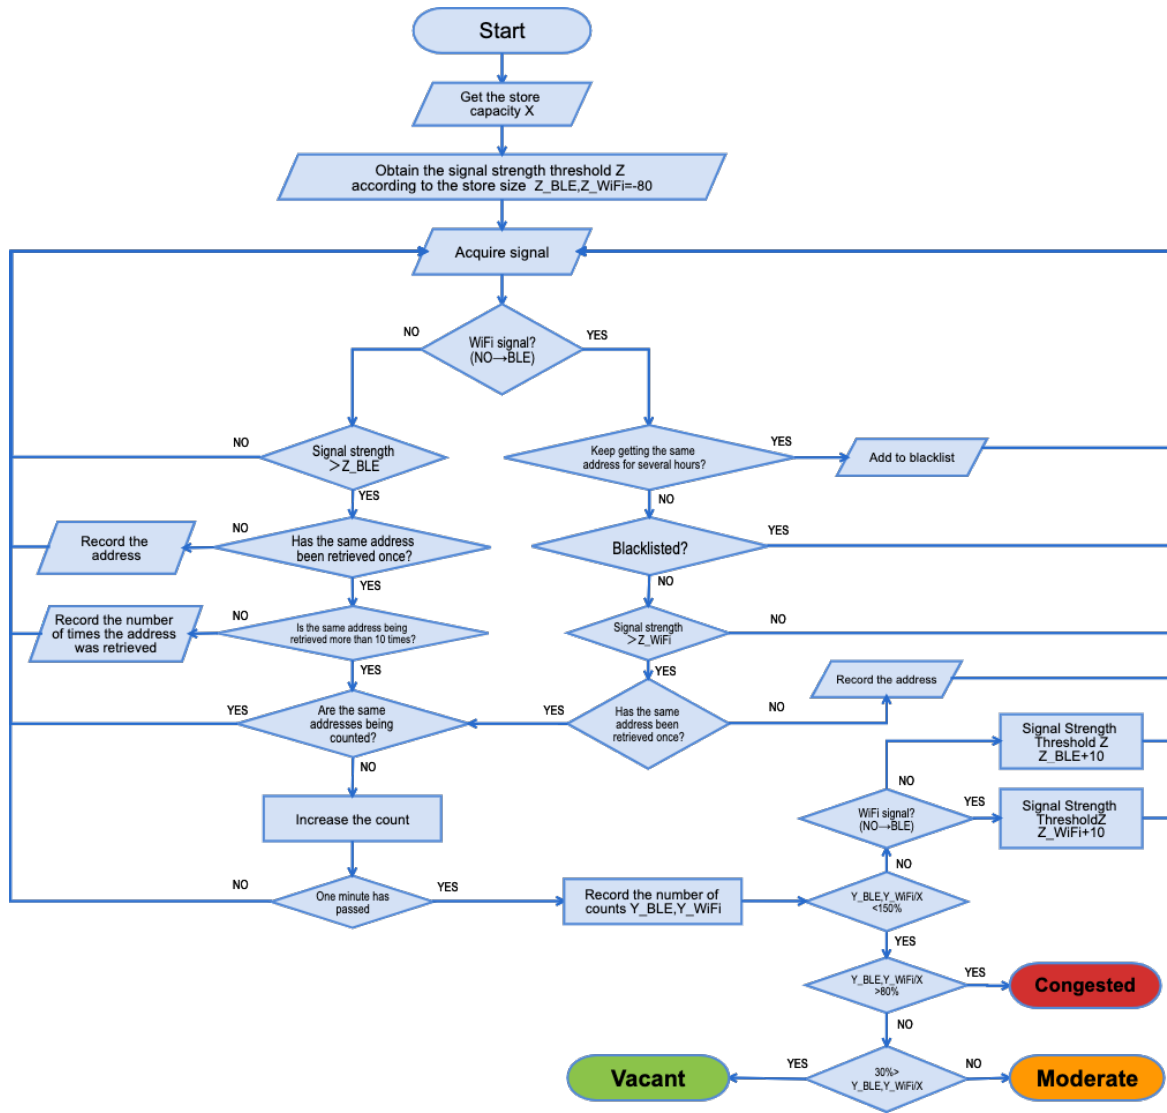 Start
Get the store
capacity X
Obtain the signal strength threshold Z
according to the store size Z_BLE,Z_WiFi=-80
Acquire signal
NO
WiFi signal?
(NO→BLE)
YES
NO
Signal strength
＞Z_BLE
YES
Keep getting the same
address for several hours?
YES
Add to blacklist
NO
Record the
address
NO
Has the same address
been retrieved once?
YES
Blacklisted?
YES
NO
Record the number
of times the address
was retrieved
NO
Is the same address being
retrieved more than 10 times?
YES
Signal strength
＞Z_WiFi
NO
YES
Record the address
YES
Are the same
addresses being
counted?
NO
YES
Has the same
address been
retrieved once?
NO
Signal Strength
Threshold Z
Z_BLE+10
NO
WiFi signal?
(NO→BLE)
YES
Signal Strength
ThresholdZ
Z_WiFi+10
NO
Increase the count
NO
One minute has
passed
YES
Record the number of
counts Y_BLE,Y_WiFi
Y_BLE,Y_WiFi/X
<150%
YES
Y_BLE,Y_WiFi/X
>80%
YES
Congested
NO
Vacant
YES
30%>
Y_BLE,Y_WiFi/X
NO
Moderate